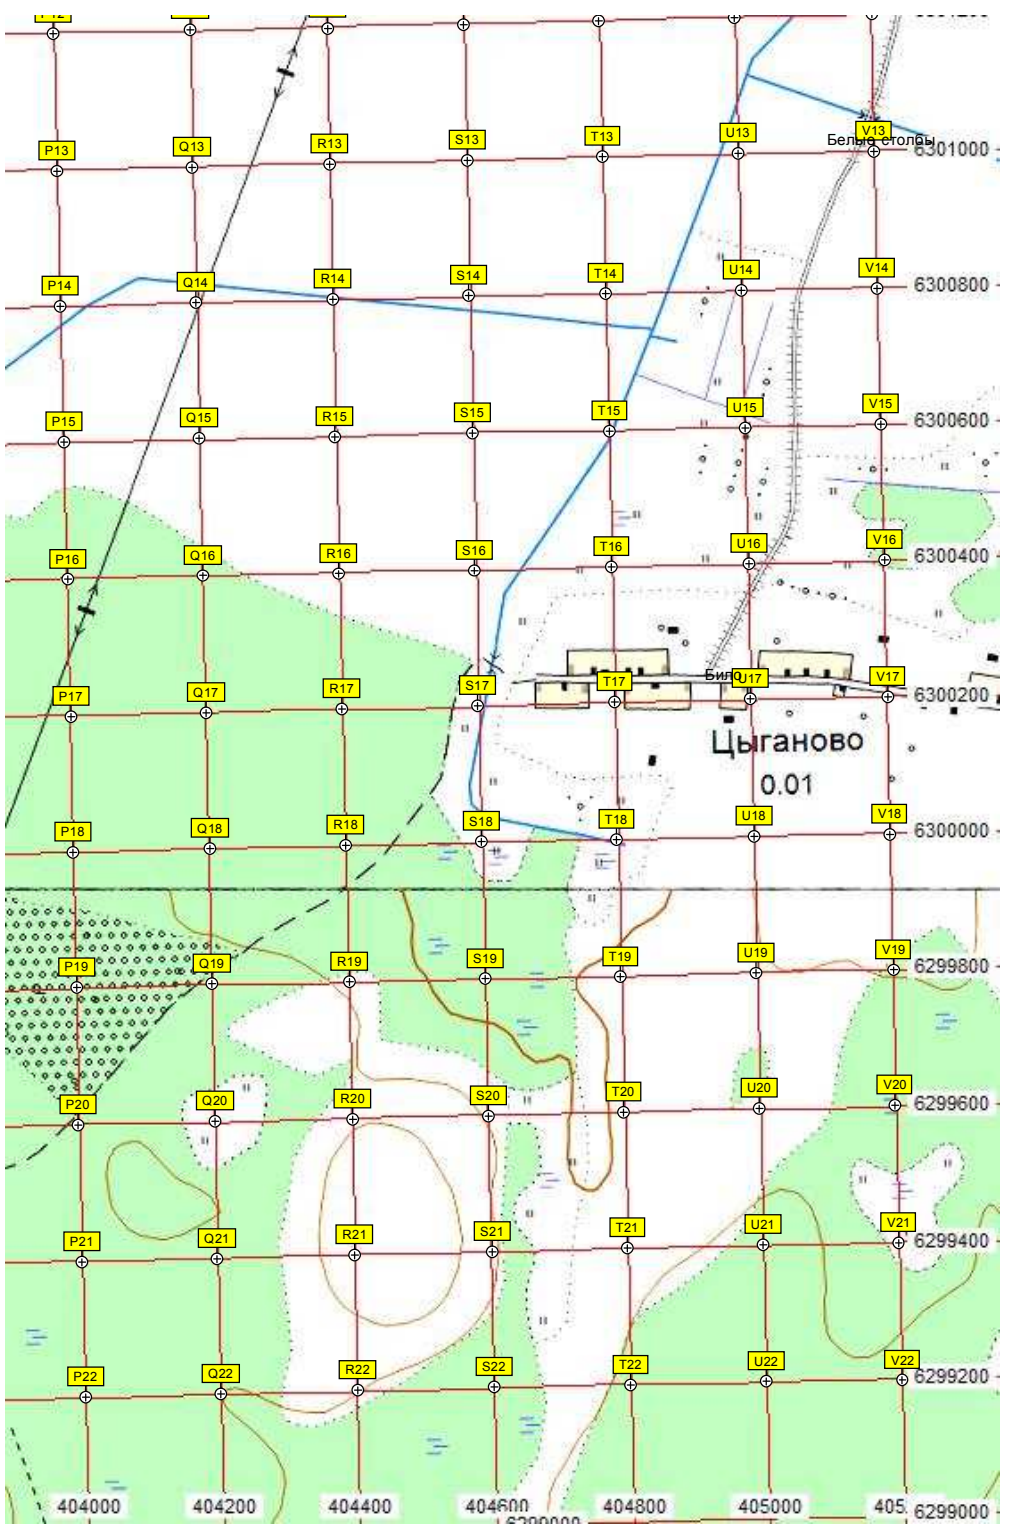 P13 Q13 R13 S13 T13 U13 V13
Белые столбы
6301000
P14 Q14 R14 S14 T14 U14 V14
6300800
P15 Q15 R15 S15 T15 U15 V15
6300600
P16 Q16 R16 S16 T16 U16 V16
6300400
Било
P17 Q17 R17 S17 T17 U17 V17
6300200
Цыганово
0.01
P18 Q18 R18 S18 T18 U18 V18
6300000
P19 Q19 R19 S19 T19 U19 V19
6299800
P20 Q20 R20 S20 T20 U20 V20
6299600
P21 Q21 R21 S21 T21 U21 V21
6299400
P22 Q22 R22 S22 T22 U22 V22
6299200
404000 404200 404400 404600 404800 405000 405
6299000
6299000